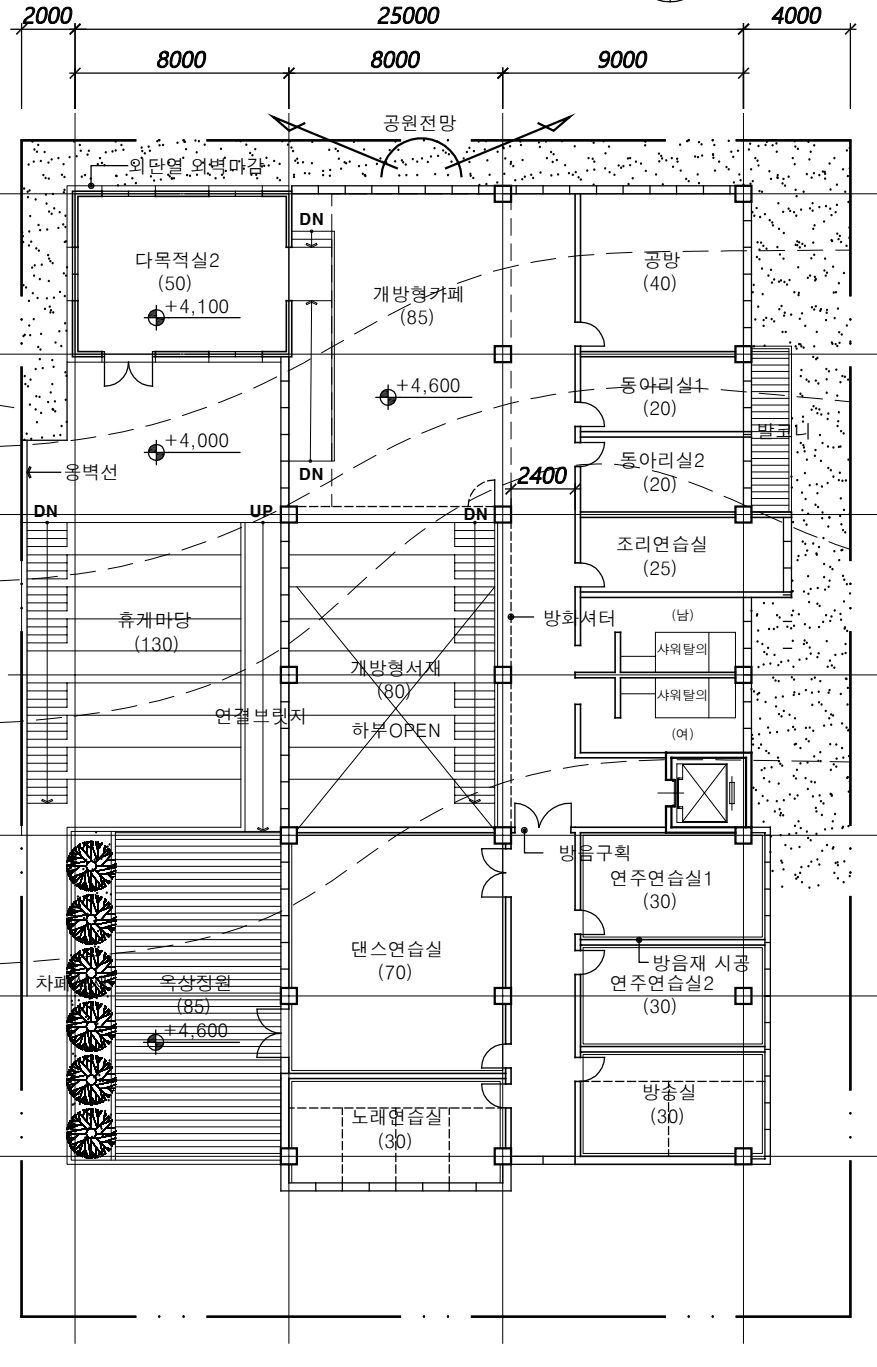 2000
25000
4000
8000
8000
9000
공원전망
외단열 외벽마감
DN
다목적실2
(50)
+4,100
공방
(40)
개방형카페
(85)
+4,600
동아리실1
(20)
+4,000
발코니
동아리실2
(20)
옹벽선
DN
2400
DN
UP
DN
조리연습실
(25)
휴게마당
(130)
방화셔터
(남)
샤워탈의
개방형서재
(80)
샤워탈의
연결브릿지
하부OPEN
(여)
방음구획
연주연습실1
(30)
댄스연습실
(70)
방음재 시공
차폐
옥상정원
(85)
연주연습실2
(30)
+4,600
방송실
(30)
노래연습실
(30)